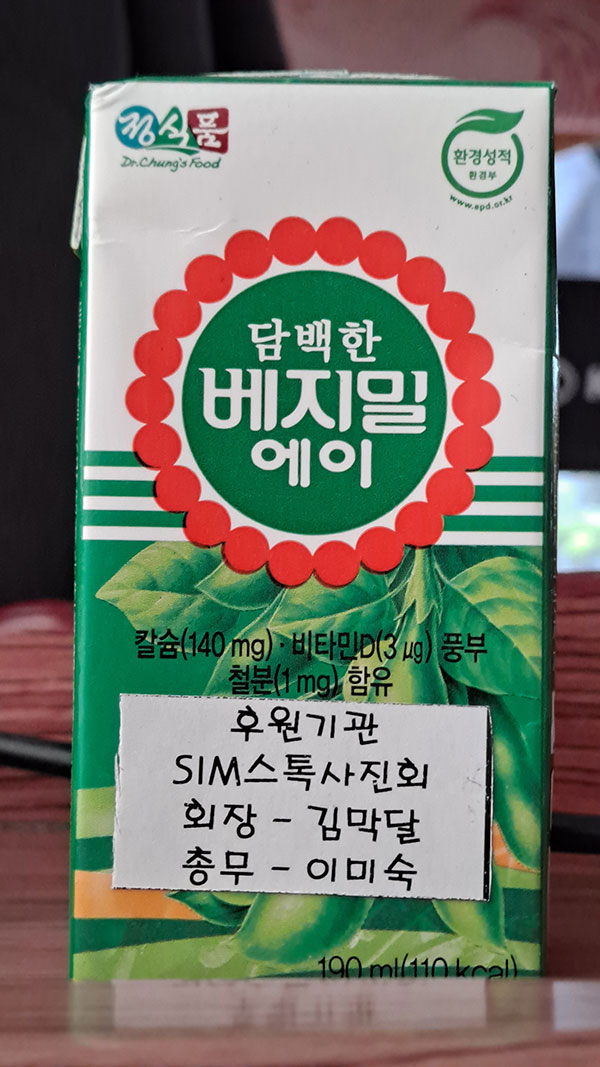 정식품
Dr.Chung's Food
환경성적
환경부
www.epd.or.kr
담백한
베지밀
에이
칼슘(140 mg)·비타민D(3 ㎍) 풍부
철분(1 mg) 함유
후원기관
SIM스톡사진회
회장 - 김막달
총무 - 이미숙
190 ml(110 kcal)